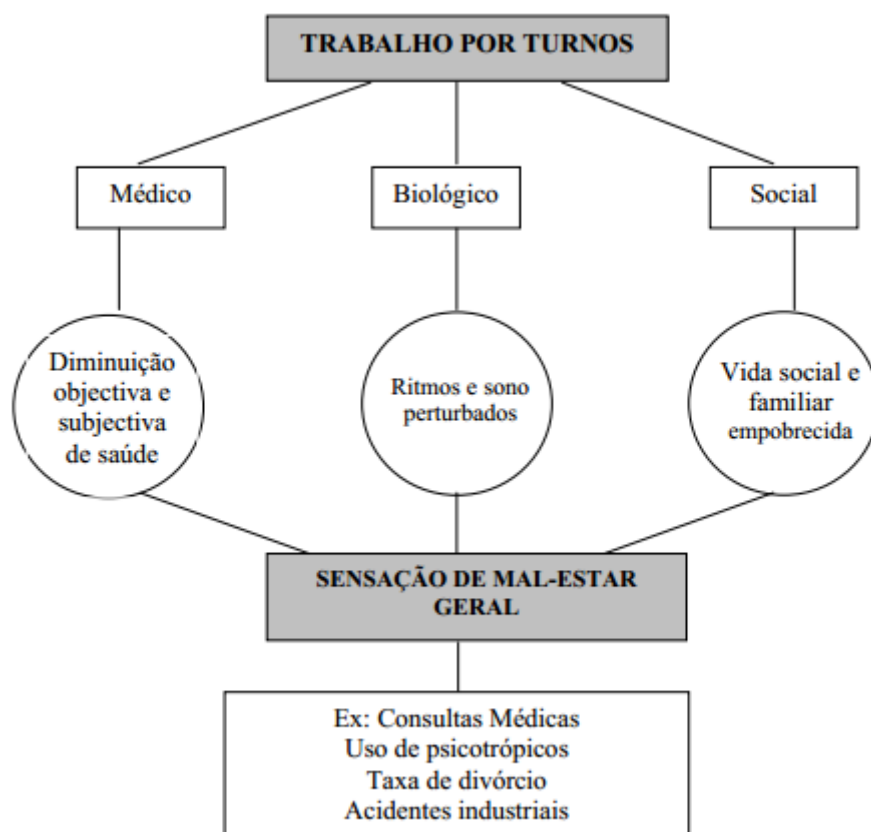 TRABALHO POR TURNOS
Médico
Biológico
Social
Diminuição
objectiva e
subjectiva
de saúde
Ritmos e sono
perturbados
Vida social e
familiar
empobrecida
SENSAÇÃO DE MAL-ESTAR
GERAL
Ex: Consultas Médicas
Uso de psicotrópicos
Taxa de divórcio
Acidentes industriais